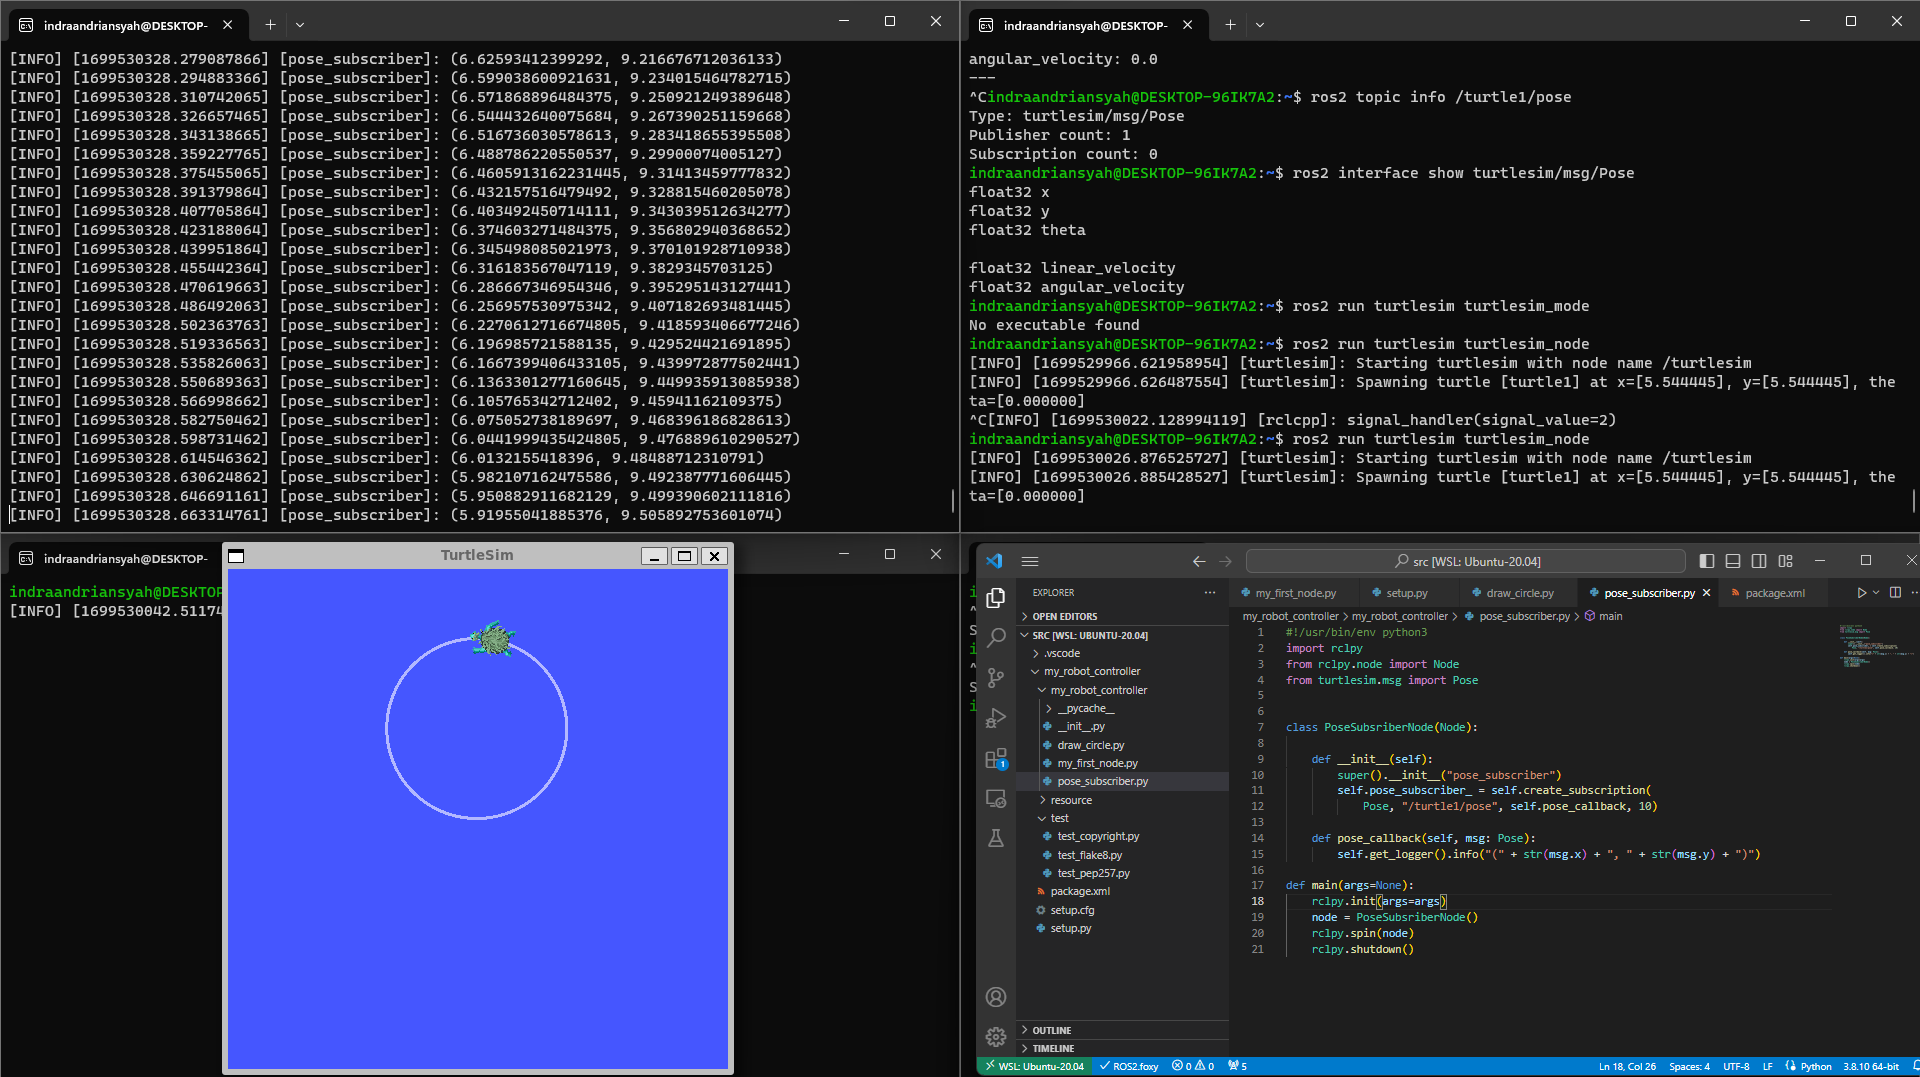 indraandriansyah@DESKTOP-
[INFO] [1699530328.279087866] [pose_subscriber]: (6.62593412399292, 9.216676712036133)
[INFO] [1699530328.294883366] [pose_subscriber]: (6.599038600921631, 9.234015464782715)
[INFO] [1699530328.310742065] [pose_subscriber]: (6.571868896484375, 9.250921249389648)
[INFO] [1699530328.326657465] [pose_subscriber]: (6.544432640075684, 9.267390251159668)
[INFO] [1699530328.343138665] [pose_subscriber]: (6.516736030578613, 9.283418655395508)
[INFO] [1699530328.359227765] [pose_subscriber]: (6.488786220550537, 9.29900074005127)
[INFO] [1699530328.375455065] [pose_subscriber]: (6.4605913162231445, 9.31413459777832)
[INFO] [1699530328.391379864] [pose_subscriber]: (6.432157516479492, 9.32881546020578)
[INFO] [1699530328.407705864] [pose_subscriber]: (6.403492450714111, 9.343039512634277)
[INFO] [1699530328.423188064] [pose_subscriber]: (6.374603271484375, 9.356802940368652)
[INFO] [1699530328.439951864] [pose_subscriber]: (6.345498085021973, 9.370101928710938)
[INFO] [1699530328.455442364] [pose_subscriber]: (6.316183567047119, 9.3829345703125)
[INFO] [1699530328.470619663] [pose_subscriber]: (6.286667346954346, 9.395295143127441)
[INFO] [1699530328.486492063] [pose_subscriber]: (6.256957530975342, 9.407182693481445)
[INFO] [1699530328.502363763] [pose_subscriber]: (6.2270612716674805, 9.418593406677246)
[INFO] [1699530328.519336563] [pose_subscriber]: (6.196985721588135, 9.429524421691895)
[INFO] [1699530328.535826063] [pose_subscriber]: (6.1667399406433105, 9.439972877502441)
[INFO] [1699530328.550689363] [pose_subscriber]: (6.1363301277160645, 9.449935913085938)
[INFO] [1699530328.566998662] [pose_subscriber]: (6.105765342712402, 9.45941162109375)
[INFO] [1699530328.582750462] [pose_subscriber]: (6.075052738189697, 9.468396186828613)
[INFO] [1699530328.598731462] [pose_subscriber]: (6.0441999435424805, 9.476889610290527)
[INFO] [1699530328.614546362] [pose_subscriber]: (6.0132155418396, 9.48488712310791)
[INFO] [1699530328.630624862] [pose_subscriber]: (5.982107162475586, 9.492387771606445)
[INFO] [1699530328.646691161] [pose_subscriber]: (5.950882911682129, 9.499390602111816)
[INFO] [1699530328.663314761] [pose_subscriber]: (5.91955041885376, 9.505892753601074)
indraandriansyah@DESKTOP-
angular_velocity: 0.0
---
^Cindraandriansyah@DESKTOP-96IK7A2:~$ ros2 topic info /turtle1/pose
Type: turtlesim/msg/Pose
Publisher count: 1
Subscription count: 0
indraandriansyah@DESKTOP-96IK7A2:~$ ros2 interface show turtlesim/msg/Pose
float32 x
float32 y
float32 theta
float32 linear_velocity
float32 angular_velocity
indraandriansyah@DESKTOP-96IK7A2:~$ ros2 run turtlesim turtlesim_mode
No executable found
indraandriansyah@DESKTOP-96IK7A2:~$ ros2 run turtlesim turtlesim_node
[INFO] [1699529966.621958954] [turtlesim]: Starting turtlesim with node name /turtlesim
[INFO] [1699529966.626487554] [turtlesim]: Spawning turtle [turtle1] at x=[5.544445], y=[5.544445], the
ta=[0.000000]
^C[INFO] [1699530022.128994119] [rclcpp]: signal_handler(signal_value=2)
indraandriansyah@DESKTOP-96IK7A2:~$ ros2 run turtlesim turtlesim_node
[INFO] [1699530026.876525727] [turtlesim]: Starting turtlesim with node name /turtlesim
[INFO] [1699530026.885428527] [turtlesim]: Spawning turtle [turtle1] at x=[5.544445], y=[5.544445], the
ta=[0.000000]
indraandriansyah@DESKTOP-
indraandriansyah@DESKTOP
[INFO] [1699530042.51174
TurtleSim
src [WSL: Ubuntu-20.04]
EXPLORER
OPEN EDITORS
SRC [WSL: UBUNTU-20.04]
.vscode
my_robot_controller
my_robot_controller
__pycache__
__init__.py
draw_circle.py
my_first_node.py
pose_subscriber.py
resource
test
test_copyright.py
test_flake8.py
test_pep257.py
package.xml
setup.cfg
setup.py
OUTLINE
TIMELINE
1
my_first_node.py setup.py draw_circle.py pose_subscriber.py package.xml
my_robot_controller > my_robot_controller > pose_subscriber.py > main
1 #!/usr/bin/env python3
2 import rclpy
3 from rclpy.node import Node
4 from turtlesim.msg import Pose
5
6
7 class PoseSubsriberNode(Node):
8
9 def __init__(self):
10 super().__init__("pose_subscriber")
11 self.pose_subscriber_ = self.create_subscription(
12 Pose, "/turtle1/pose", self.pose_callback, 10)
13
14 def pose_callback(self, msg: Pose):
15 self.get_logger().info("(" + str(msg.x) + ", " + str(msg.y) + ")")
16
17 def main(args=None):
18 rclpy.init(args=args)
19 node = PoseSubsriberNode()
20 rclpy.spin(node)
21 rclpy.shutdown()
WSL: Ubuntu-20.04 ROS2.foxy 0 0 5 Ln 18, Col 26 Spaces: 4 UTF-8 LF Python 3.8.10 64-bit